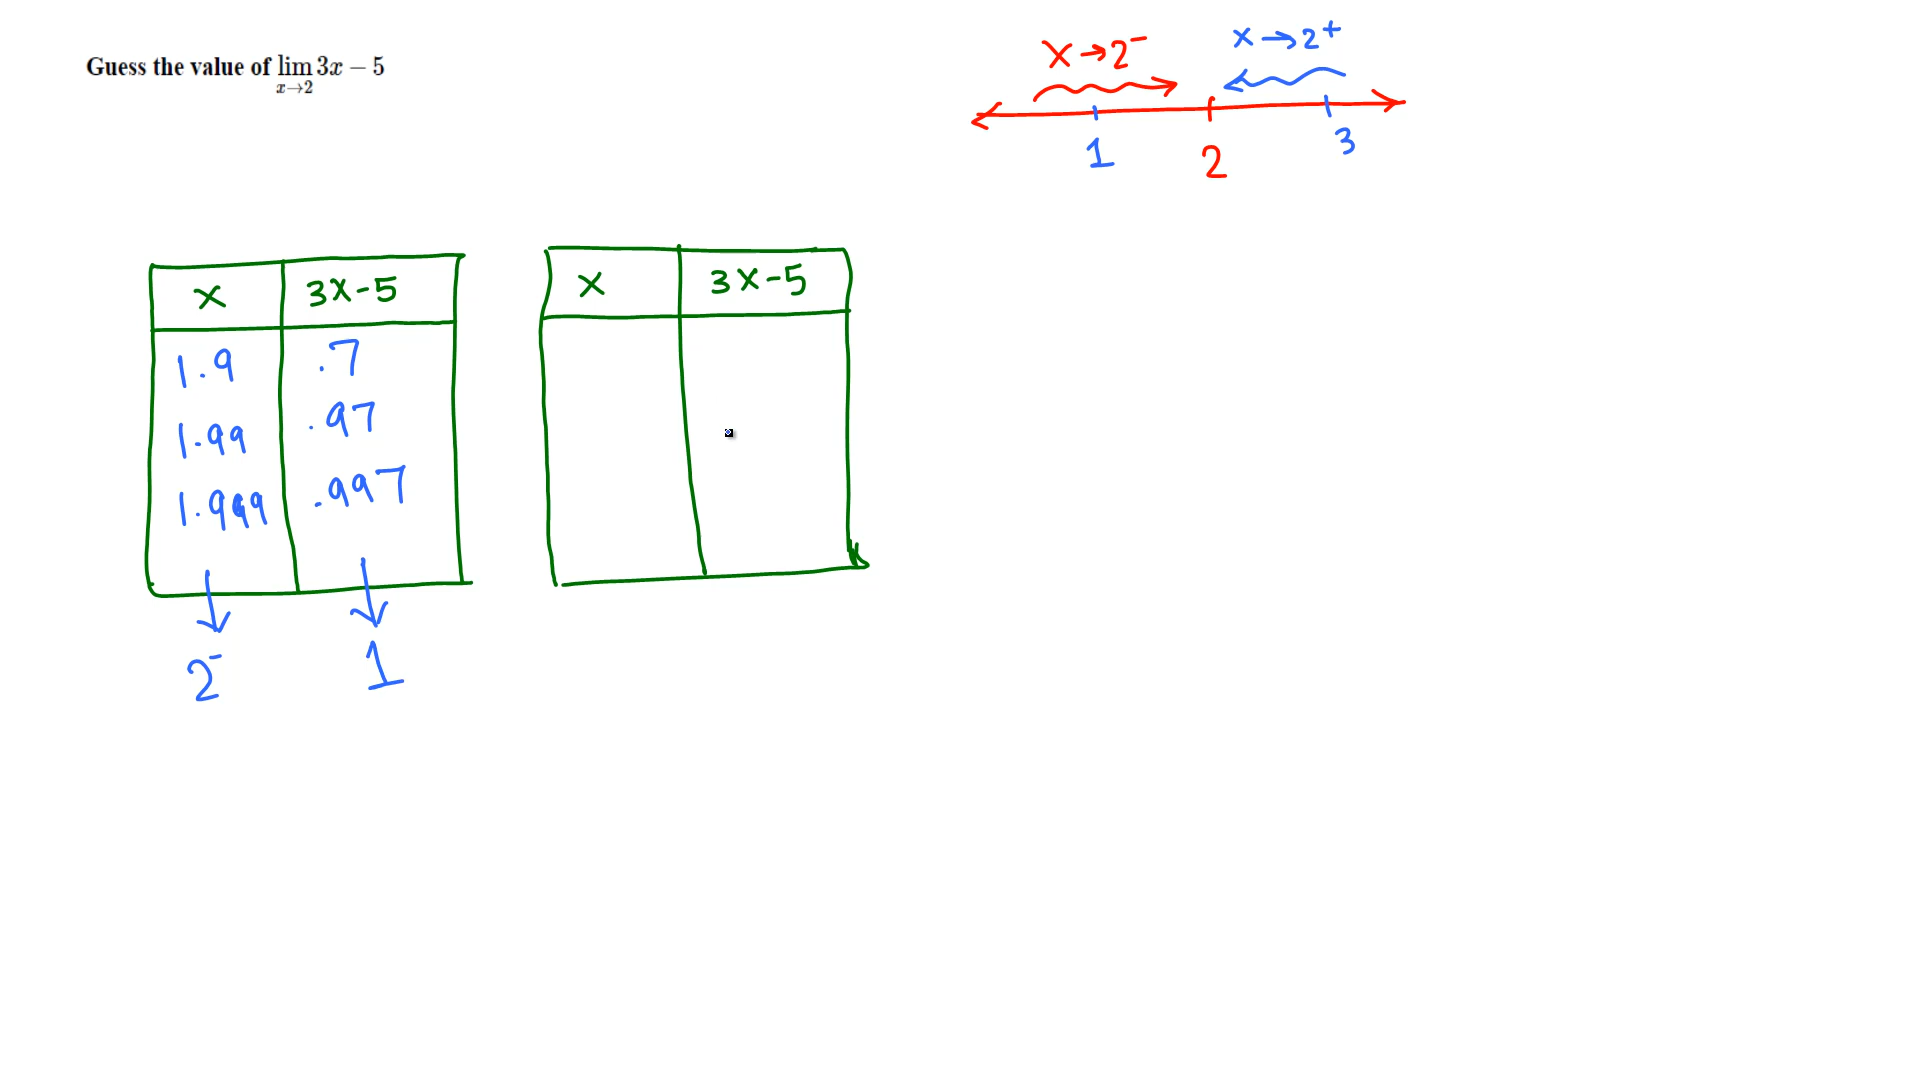 Guess the value of lim 3x − 5
x→2
x → 2⁻ x → 2⁺
1 2 3
x 3x-5
1.9 .7
1.99 .97
1.999 .997
2⁻ 1
x 3x-5